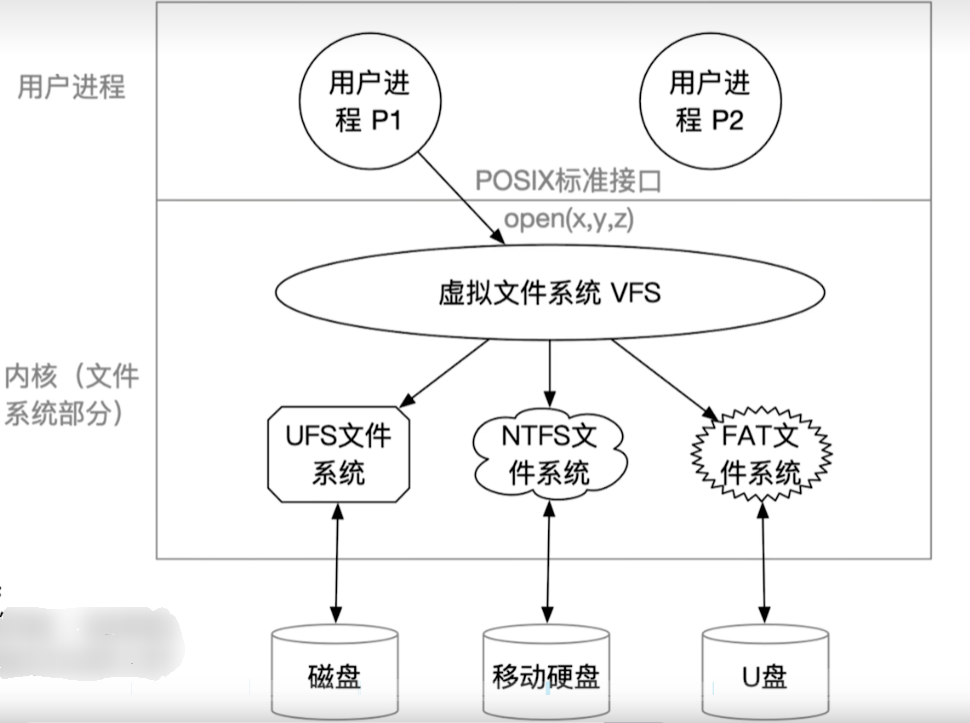 用户进程
用户进
程 P1
用户进
程 P2
POSIX标准接口
open(x,y,z)
虚拟文件系统 VFS
内核（文件
系统部分）
UFS文件
系统
NTFS文
件系统
FAT文
件系统
磁盘
移动硬盘
U盘